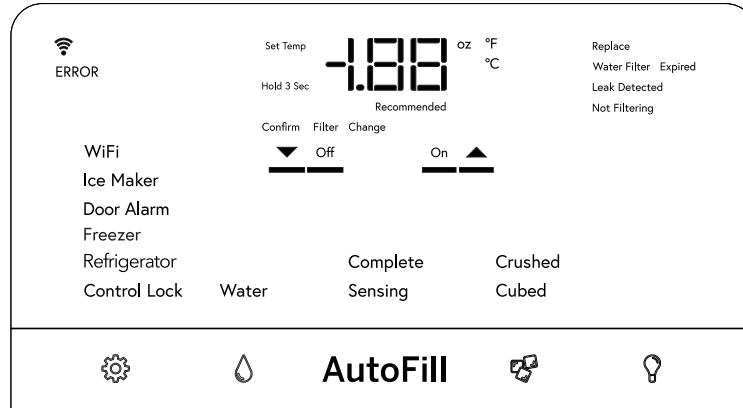 Set Temp -1.88 oz °F
Replace
ERROR
°C
Water Filter Expired
Hold 3 Sec
Leak Detected
Recommended
Not Filtering
Confirm Filter Change
WiFi
Off On
Ice Maker
Door Alarm
Freezer
Refrigerator Complete Crushed
Control Lock Water Sensing Cubed
AutoFill